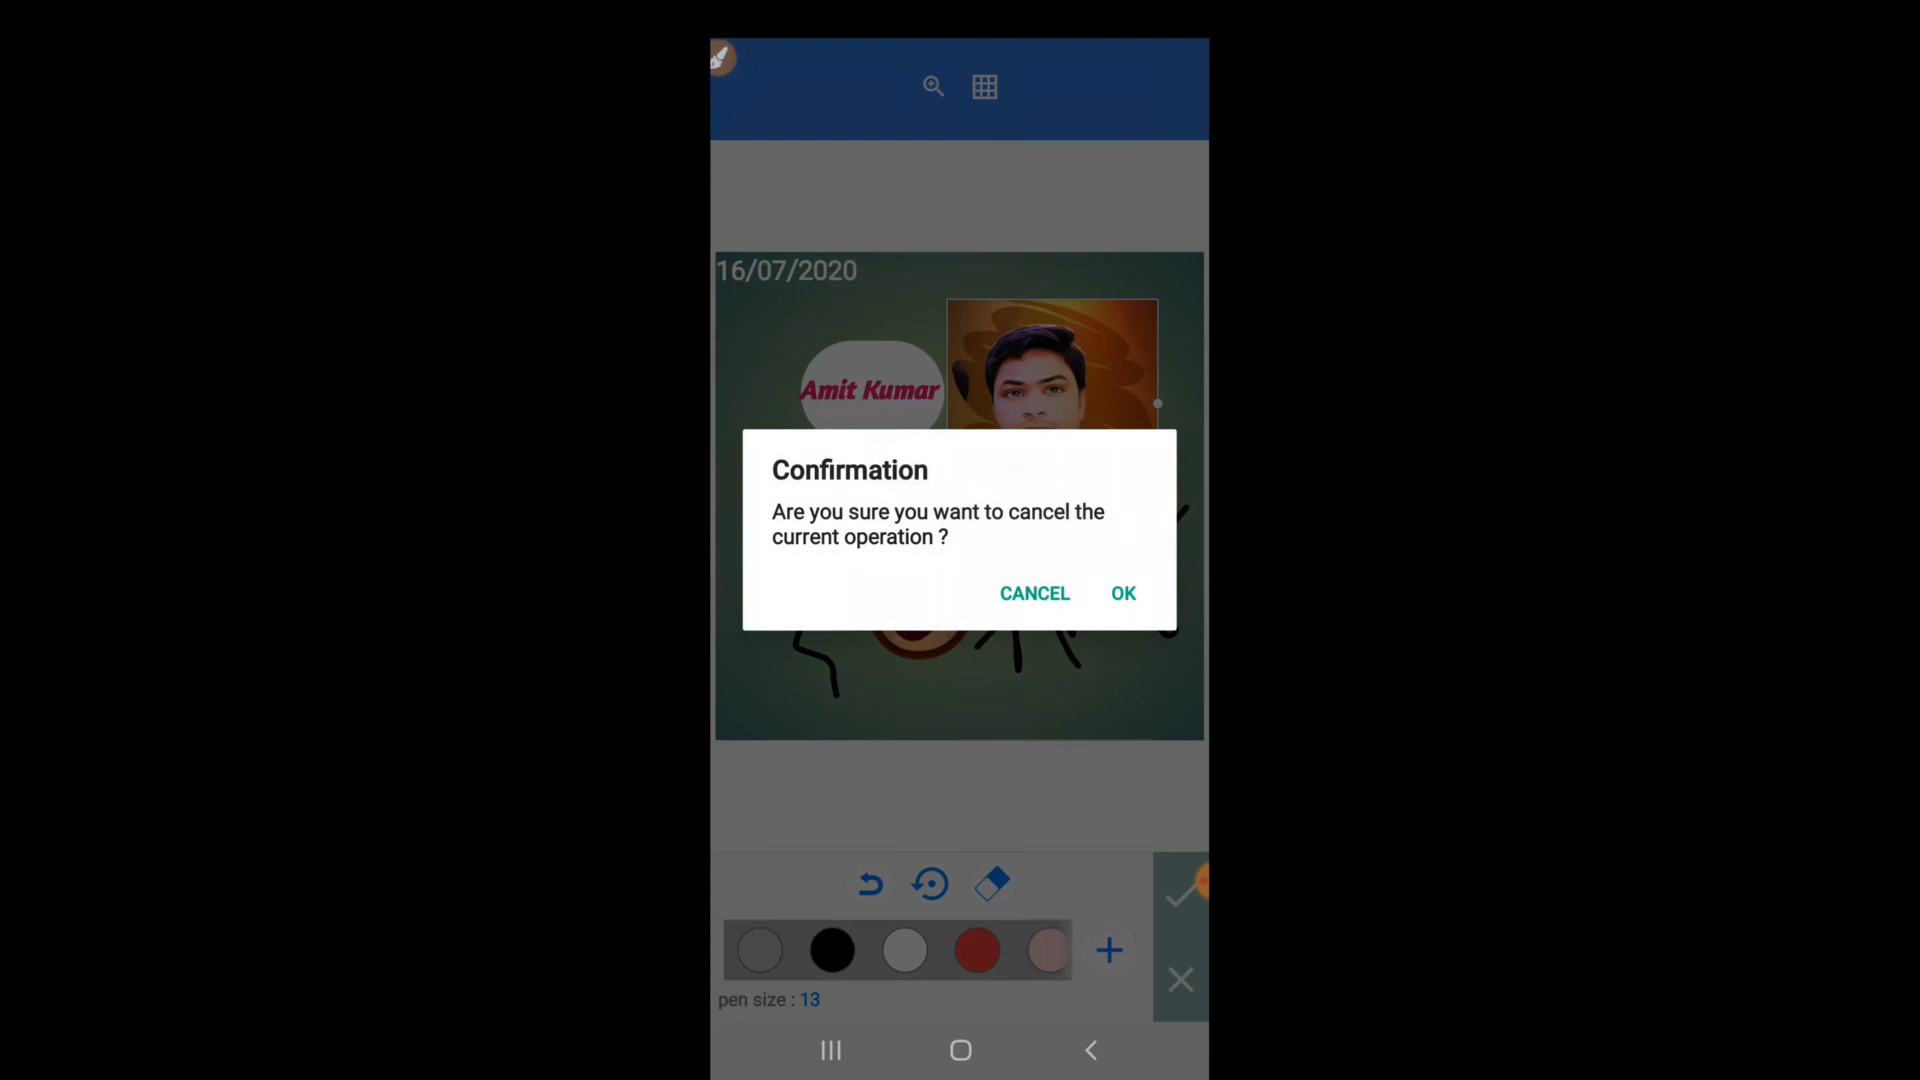 16/07/2020
Amit Kumar
Confirmation
Are you sure you want to cancel the
current operation ?
CANCEL OK
pen size : 13